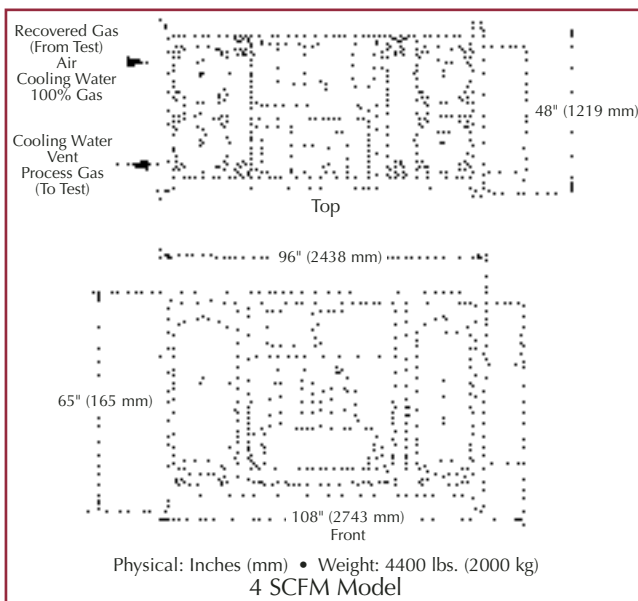 Recovered Gas
(From Test)
Air
Cooling Water
100% Gas
Cooling Water
Vent
Process Gas
(To Test)
48" (1219 mm)
Top
96" (2438 mm)
65" (165 mm)
108" (2743 mm)
Front
Physical: Inches (mm) • Weight: 4400 lbs. (2000 kg)
4 SCFM Model